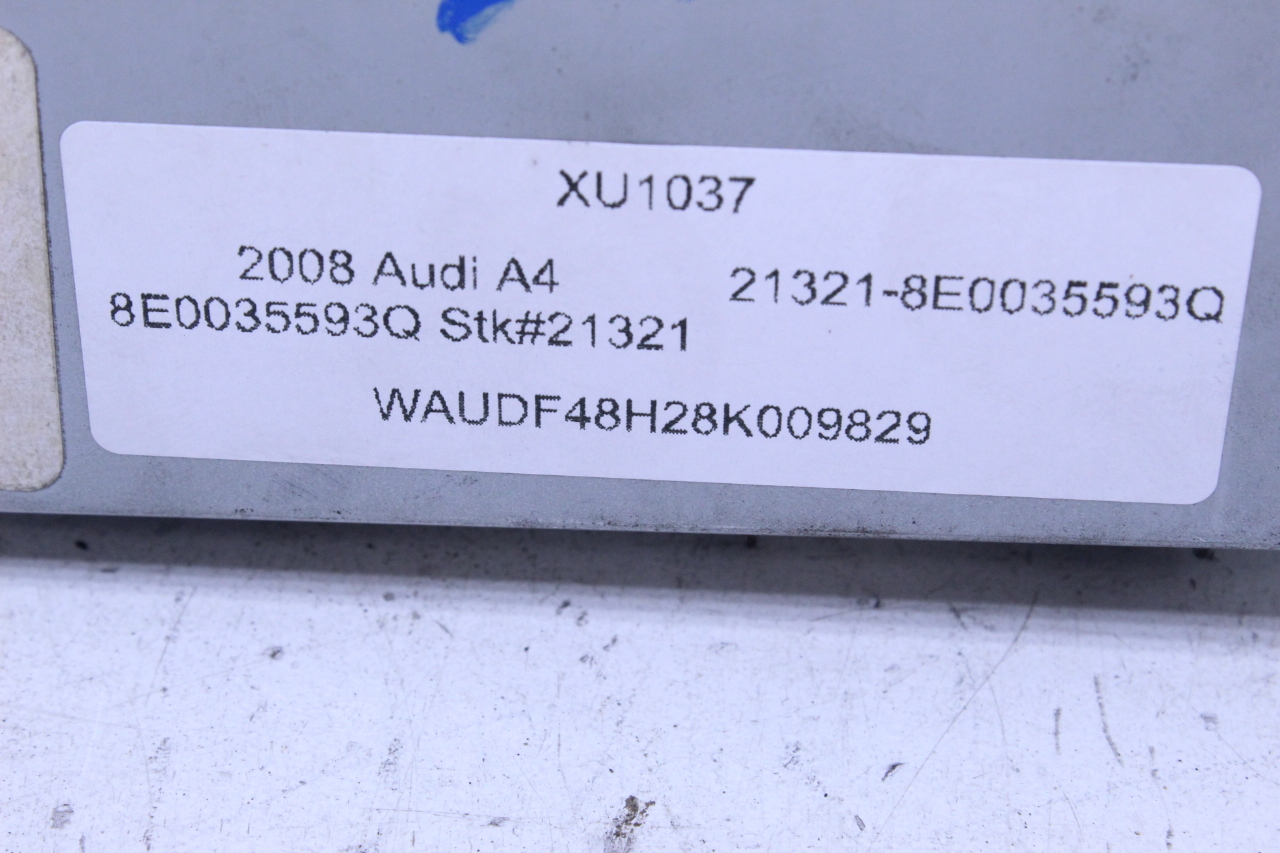 XU1037
2008 Audi A4
8E0035593Q Stk#21321
21321-8E0035593Q
WAUDF48H28K009829